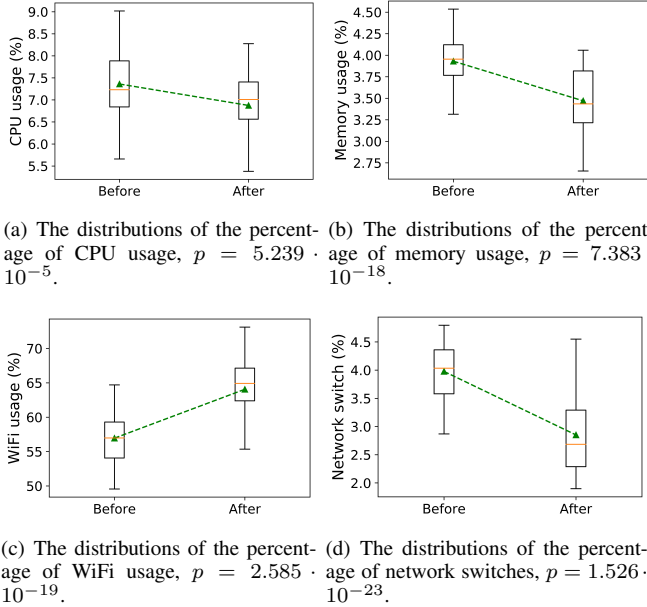 9.0
8.5
8.0
7.5
7.0
6.5
6.0
5.5
CPU usage (%)
Before
After
4.50
4.25
4.00
3.75
3.50
3.25
3.00
2.75
Memory usage (%)
Before
After
(a) The distributions of the percent-
age of CPU usage, p = 5.239 ·
10⁻⁵.
(b) The distributions of the percent
age of memory usage, p = 7.383
10⁻¹⁸.
70
65
60
55
50
WiFi usage (%)
Before
After
4.5
4.0
3.5
3.0
2.5
2.0
Network switch (%)
Before
After
(c) The distributions of the percent-
age of WiFi usage, p = 2.585 ·
10⁻¹⁹.
(d) The distributions of the percent-
age of network switches, p = 1.526·
10⁻²³.